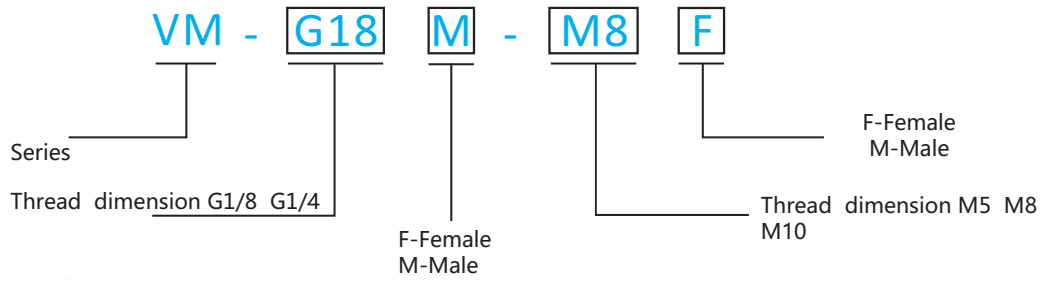 VM - G18 M - M8 F
F-Female
M-Male
Series
Thread dimension G1/8 G1/4
Thread dimension M5 M8
M10
F-Female
M-Male